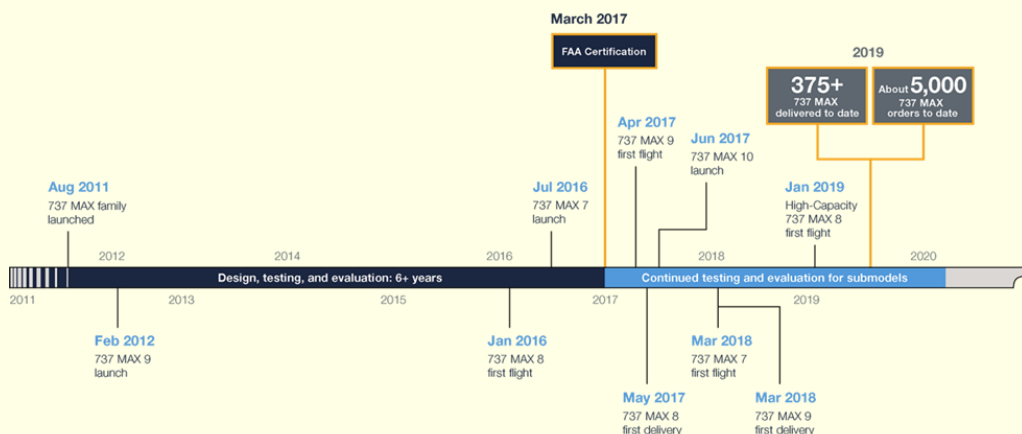 March 2017
FAA Certification
2019
375+
737 MAX
delivered to date
About 5,000
737 MAX
orders to date
Apr 2017
737 MAX 9
first flight
Jun 2017
737 MAX 10
launch
Aug 2011
737 MAX family
launched
Jul 2016
737 MAX 7
launch
Jan 2019
High-Capacity
737 MAX 8
first flight
2012
2014
2016
2018
2020
Design, testing, and evaluation: 6+ years
Continued testing and evaluation for submodels
2011
2013
2015
2017
2019
Feb 2012
737 MAX 9
launch
Jan 2016
737 MAX 8
first flight
Mar 2018
737 MAX 7
first flight
May 2017
737 MAX 8
first delivery
Mar 2018
737 MAX 9
first delivery